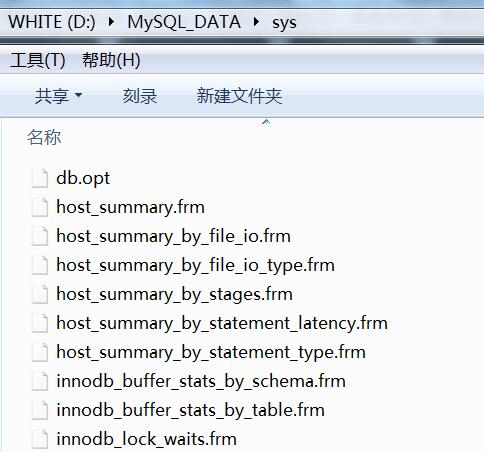 WHITE (D:) ▸ MySQL_DATA ▸ sys
工具(T) 帮助(H)
共享 刻录 新建文件夹
名称
db.opt
host_summary.frm
host_summary_by_file_io.frm
host_summary_by_file_io_type.frm
host_summary_by_stages.frm
host_summary_by_statement_latency.frm
host_summary_by_statement_type.frm
innodb_buffer_stats_by_schema.frm
innodb_buffer_stats_by_table.frm
innodb_lock_waits.frm